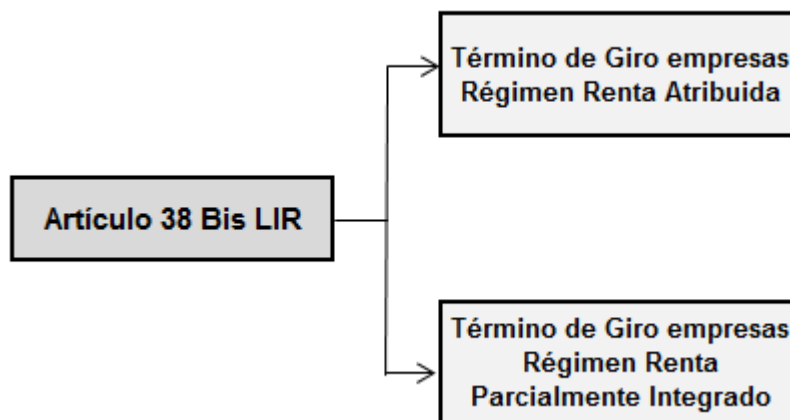 Término de Giro empresas
Régimen Renta Atribuida
Artículo 38 Bis LIR
Término de Giro empresas
Régimen Renta
Parcialmente Integrado